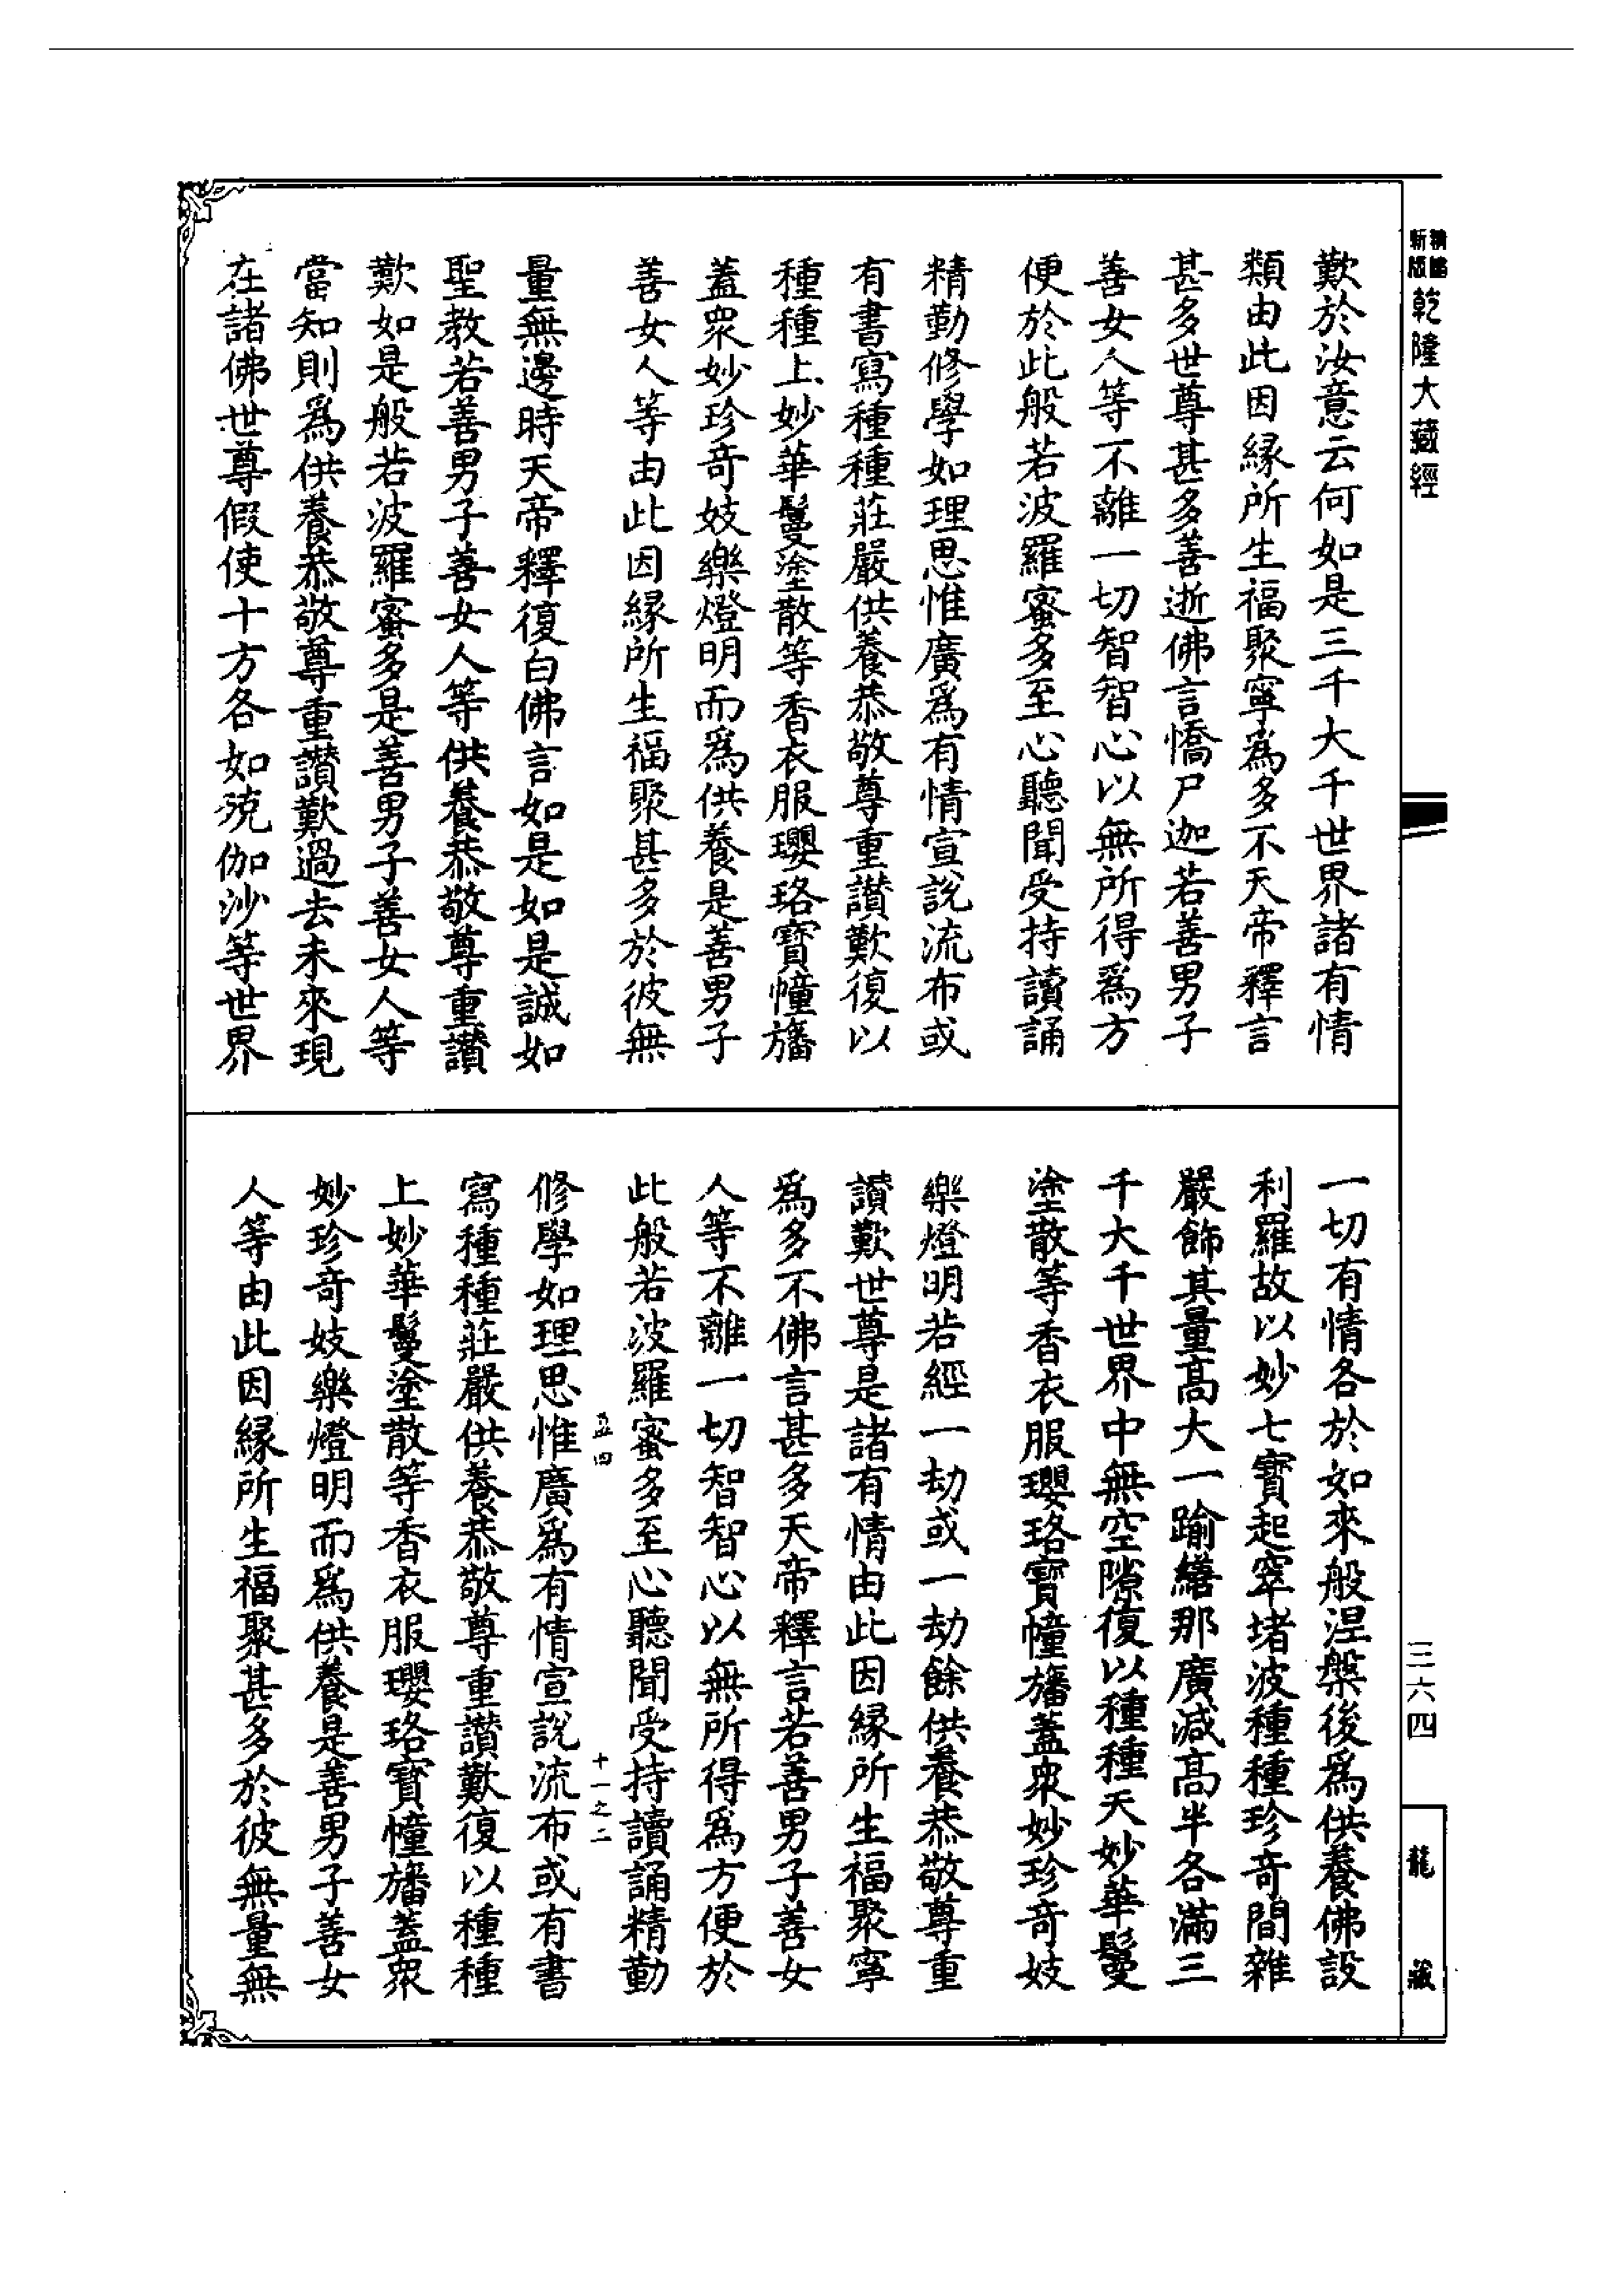 新版
精鵰
乾隆大藏經
歎於汝意云何如是三千大千世界諸有情
類由此因緣所生福聚寧爲多不天帝釋言
甚多世尊甚多善逝佛言憍尸迦若善男子
善女人等不離一切智智心以無所得爲方
便於此般若波羅蜜多至心聽聞受持讀誦
精勤修學如理思惟廣爲有情宣說流布或
有書寫種種莊嚴供養恭敬尊重讚歎復以
種種上妙華鬘塗散等香衣服瓔珞寶幢旛
蓋衆妙珍奇妓樂燈明而爲供養是善男子
善女人等由此因緣所生福聚甚多於彼無
量無邊時天帝釋復白佛言如是如是誠如
聖教若善男子善女人等供養恭敬尊重讚
歎如是般若波羅蜜多是善男子善女人等
當知則爲供養恭敬尊重讚歎過去未來現
在諸佛世尊假使十方各如殑伽沙等世界
一切有情各於如來般涅槃後爲供養佛設
利羅故以妙七寶起窣堵波種種珍奇間雜
嚴飾其量高大一踰繕那廣減高半各滿三
千大千世界中無空隙復以種種天妙華鬘
塗散等香衣服瓔珞寶幢旛蓋衆妙珍奇妓
樂燈明若經一劫或一劫餘供養恭敬尊重
讚歎世尊是諸有情由此因緣所生福聚寧
爲多不佛言甚多天帝釋言若善男子善女
人等不離一切智智心以無所得爲方便於
此般若波羅蜜多至心聽聞受持讀誦精勤
五四
十一之二
修學如理思惟廣爲有情宣說流布或有書
寫種種莊嚴供養恭敬尊重讚歎復以種種
上妙華鬘塗散等香衣服瓔珞寶幢旛蓋衆
妙珍奇妓樂燈明而爲供養是善男子善女
人等由此因緣所生福聚甚多於彼無量無
三六四
龍藏